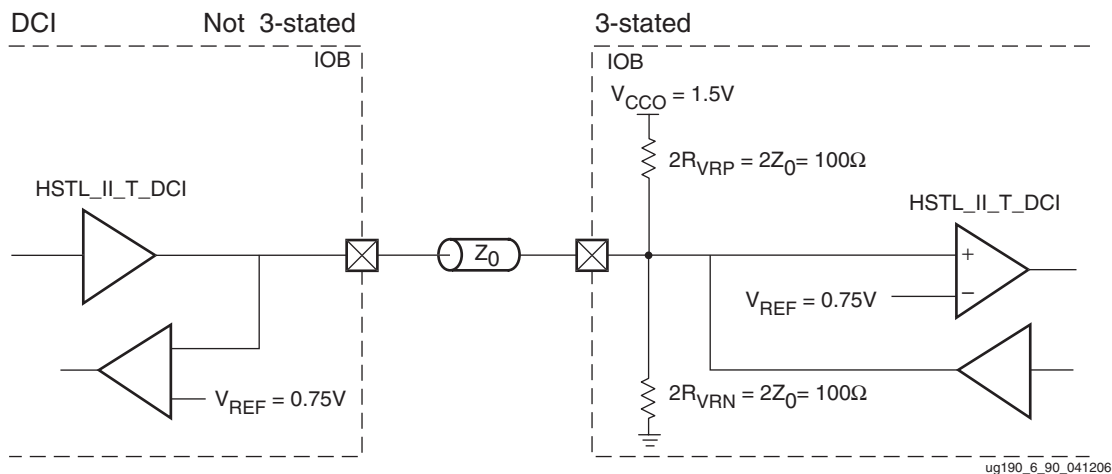 DCI
Not 3-stated
3-stated
IOB
IOB
VCCO = 1.5V
2RVRP = 2Z0= 100Ω
HSTL_II_T_DCI
HSTL_II_T_DCI
Z0
+
−
VREF = 0.75V
VREF = 0.75V
2RVRN = 2Z0= 100Ω
ug190_6_90_041206